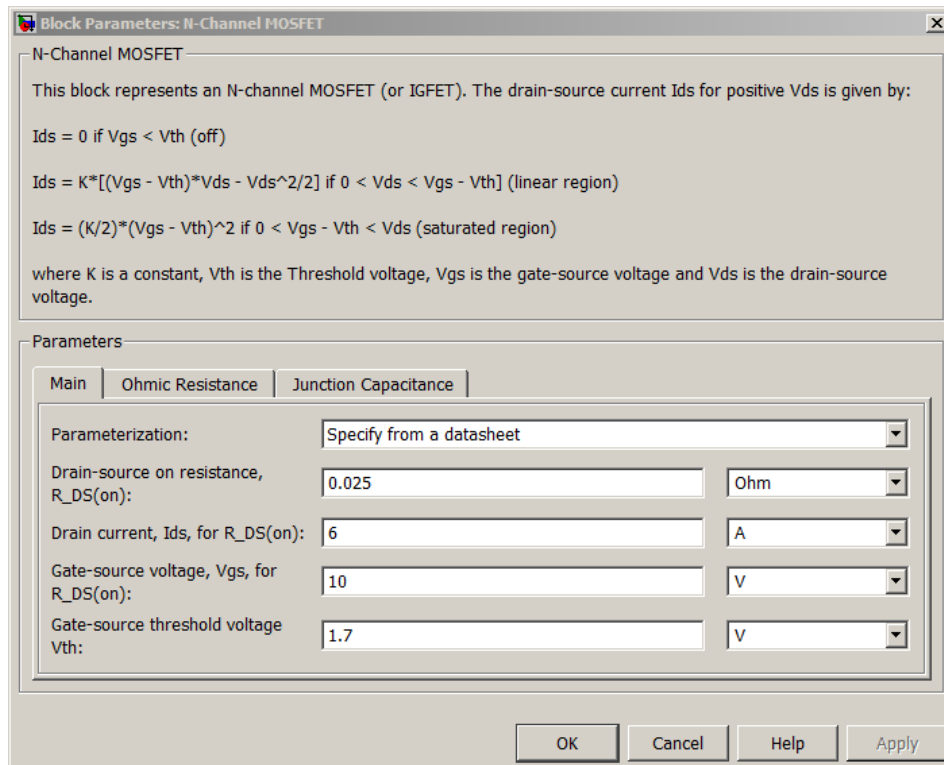 Block Parameters: N-Channel MOSFET
N-Channel MOSFET
This block represents an N-channel MOSFET (or IGFET). The drain-source current Ids for positive Vds is given by:
Ids = 0 if Vgs < Vth (off)
Ids = K*[(Vgs - Vth)*Vds - Vds^2/2] if 0 < Vds < Vgs - Vth] (linear region)
Ids = (K/2)*(Vgs - Vth)^2 if 0 < Vgs - Vth < Vds (saturated region)
where K is a constant, Vth is the Threshold voltage, Vgs is the gate-source voltage and Vds is the drain-source
voltage.
Parameters
Main Ohmic Resistance Junction Capacitance
Parameterization: Specify from a datasheet
Drain-source on resistance,
R_DS(on): 0.025 Ohm
Drain current, Ids, for R_DS(on): 6 A
Gate-source voltage, Vgs, for
R_DS(on): 10 V
Gate-source threshold voltage
Vth: 1.7 V
OK Cancel Help Apply